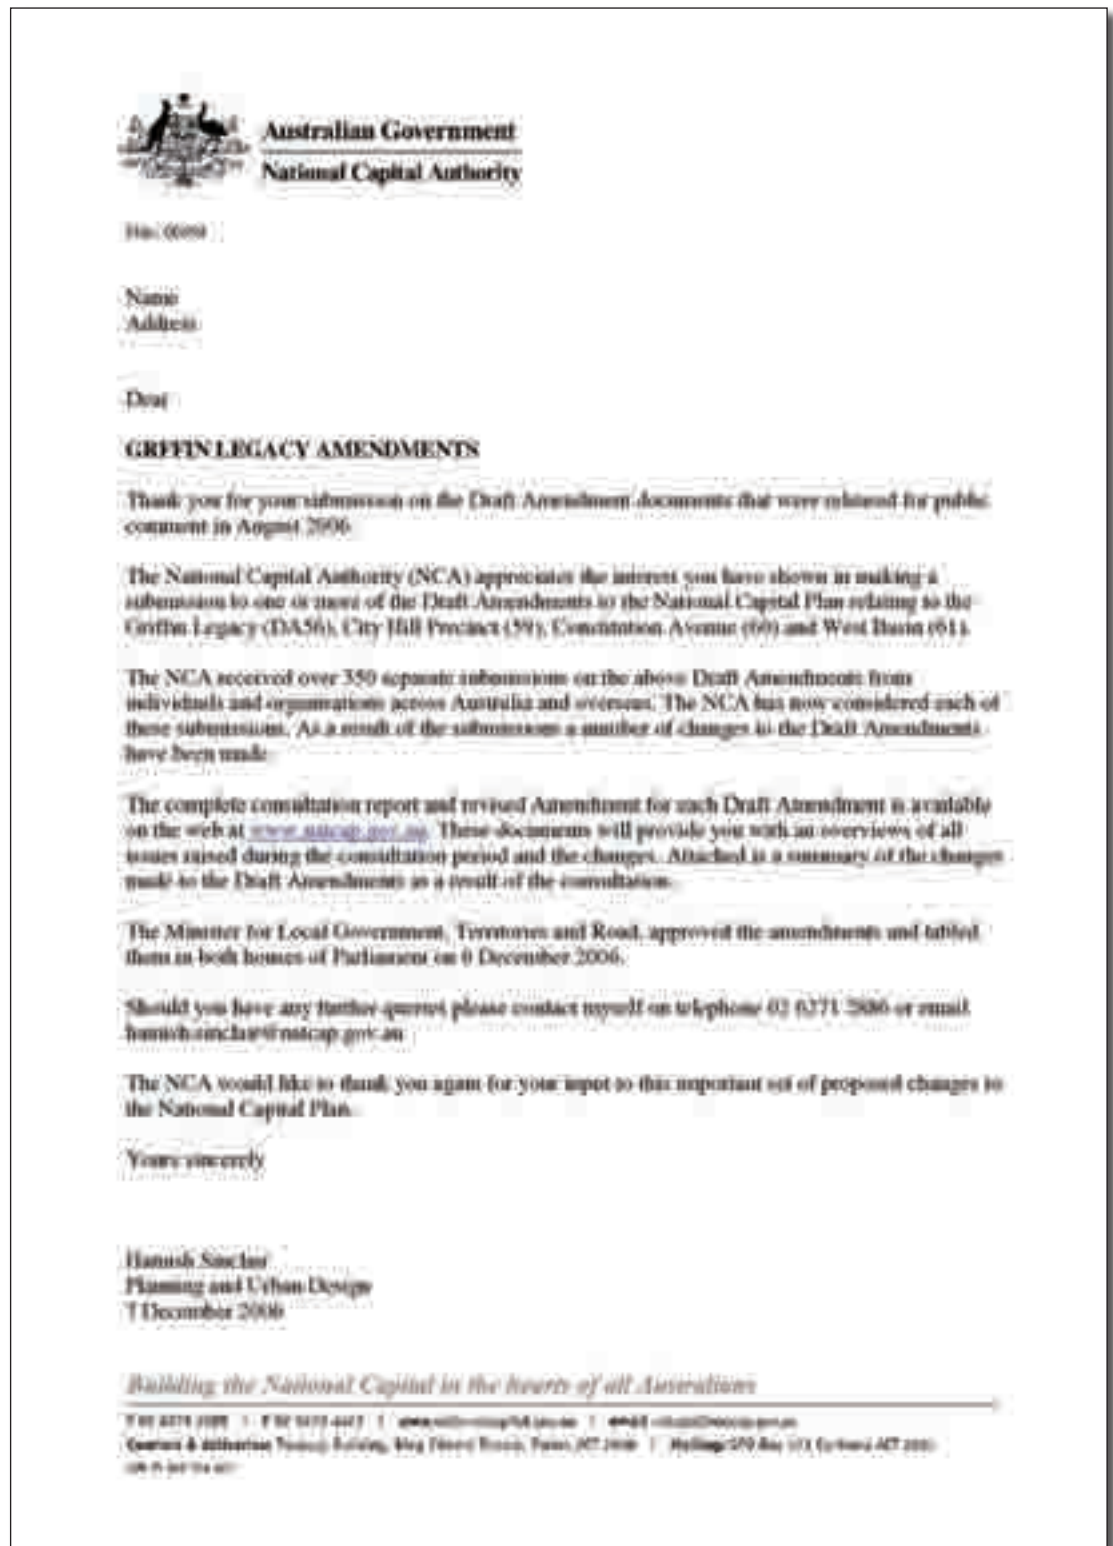 Australian Government
National Capital Authority
Name
Address
Dear
GRIFFIN LEGACY AMENDMENTS
Thank you for your submission on the Draft Amendment documents that were released for public
comment in August 2006
The National Capital Authority (NCA) appreciates the interest you have shown in making a
submission to one or more of the Draft Amendments to the National Capital Plan relating to the
Griffin Legacy (DA56), City Hill Precinct (59), Constitution Avenue (60) and West Basin (61).
The NCA received over 350 separate submissions on the above Draft Amendments from
individuals and organisations across Australia and overseas. The NCA has now considered each of
these submissions. As a result of the submissions a number of changes to the Draft Amendments
have been made.
The complete consultation report and revised Amendment for each Draft Amendment is available
on the web at www.natcap.gov.au. These documents will provide you with an overviews of all
issues raised during the consultation period and the changes. Attached is a summary of the changes
made to the Draft Amendments as a result of the consultation.
The Minister for Local Government, Territories and Road, approved the amendments and tabled
them in both houses of Parliament on 6 December 2006.
Should you have any further queries please contact myself on telephone 02 6271 2886 or email
hamish.sinclair@natcap.gov.au
The NCA would like to thank you again for your input to this important set of proposed changes to
the National Capital Plan.
Yours sincerely
Hamish Sinclair
Planning and Urban Design
7 December 2006
Building the National Capital in the hearts of all Australians